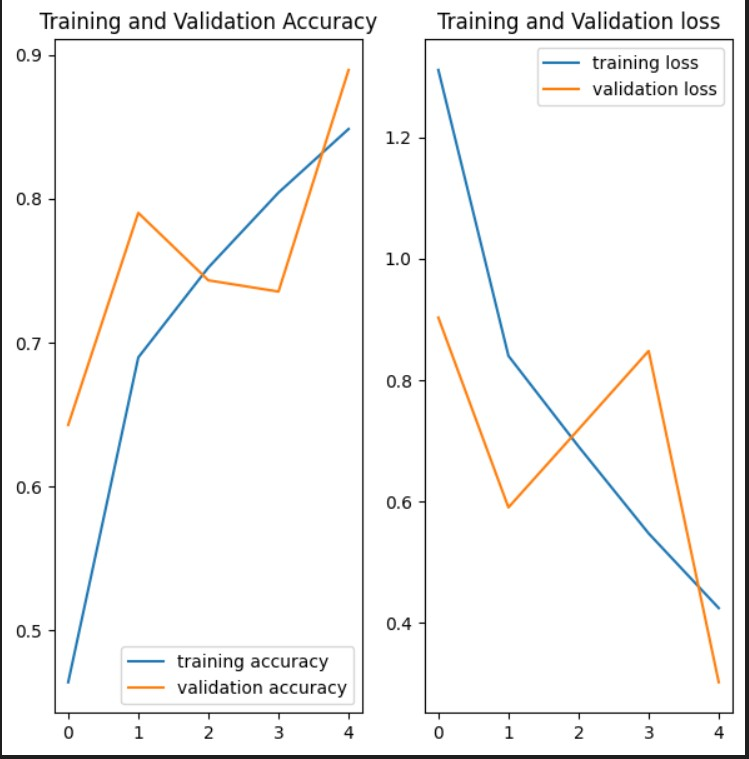 Training and Validation Accuracy
0.9
0.8
0.7
0.6
0.5
training accuracy
validation accuracy
0 1 2 3 4
Training and Validation loss
training loss
validation loss
1.2
1.0
0.8
0.6
0.4
0 1 2 3 4